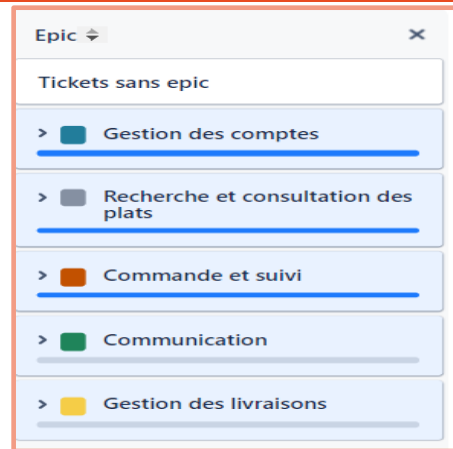 Epic
Tickets sans epic
Gestion des comptes
Recherche et consultation des
plats
Commande et suivi
Communication
Gestion des livraisons